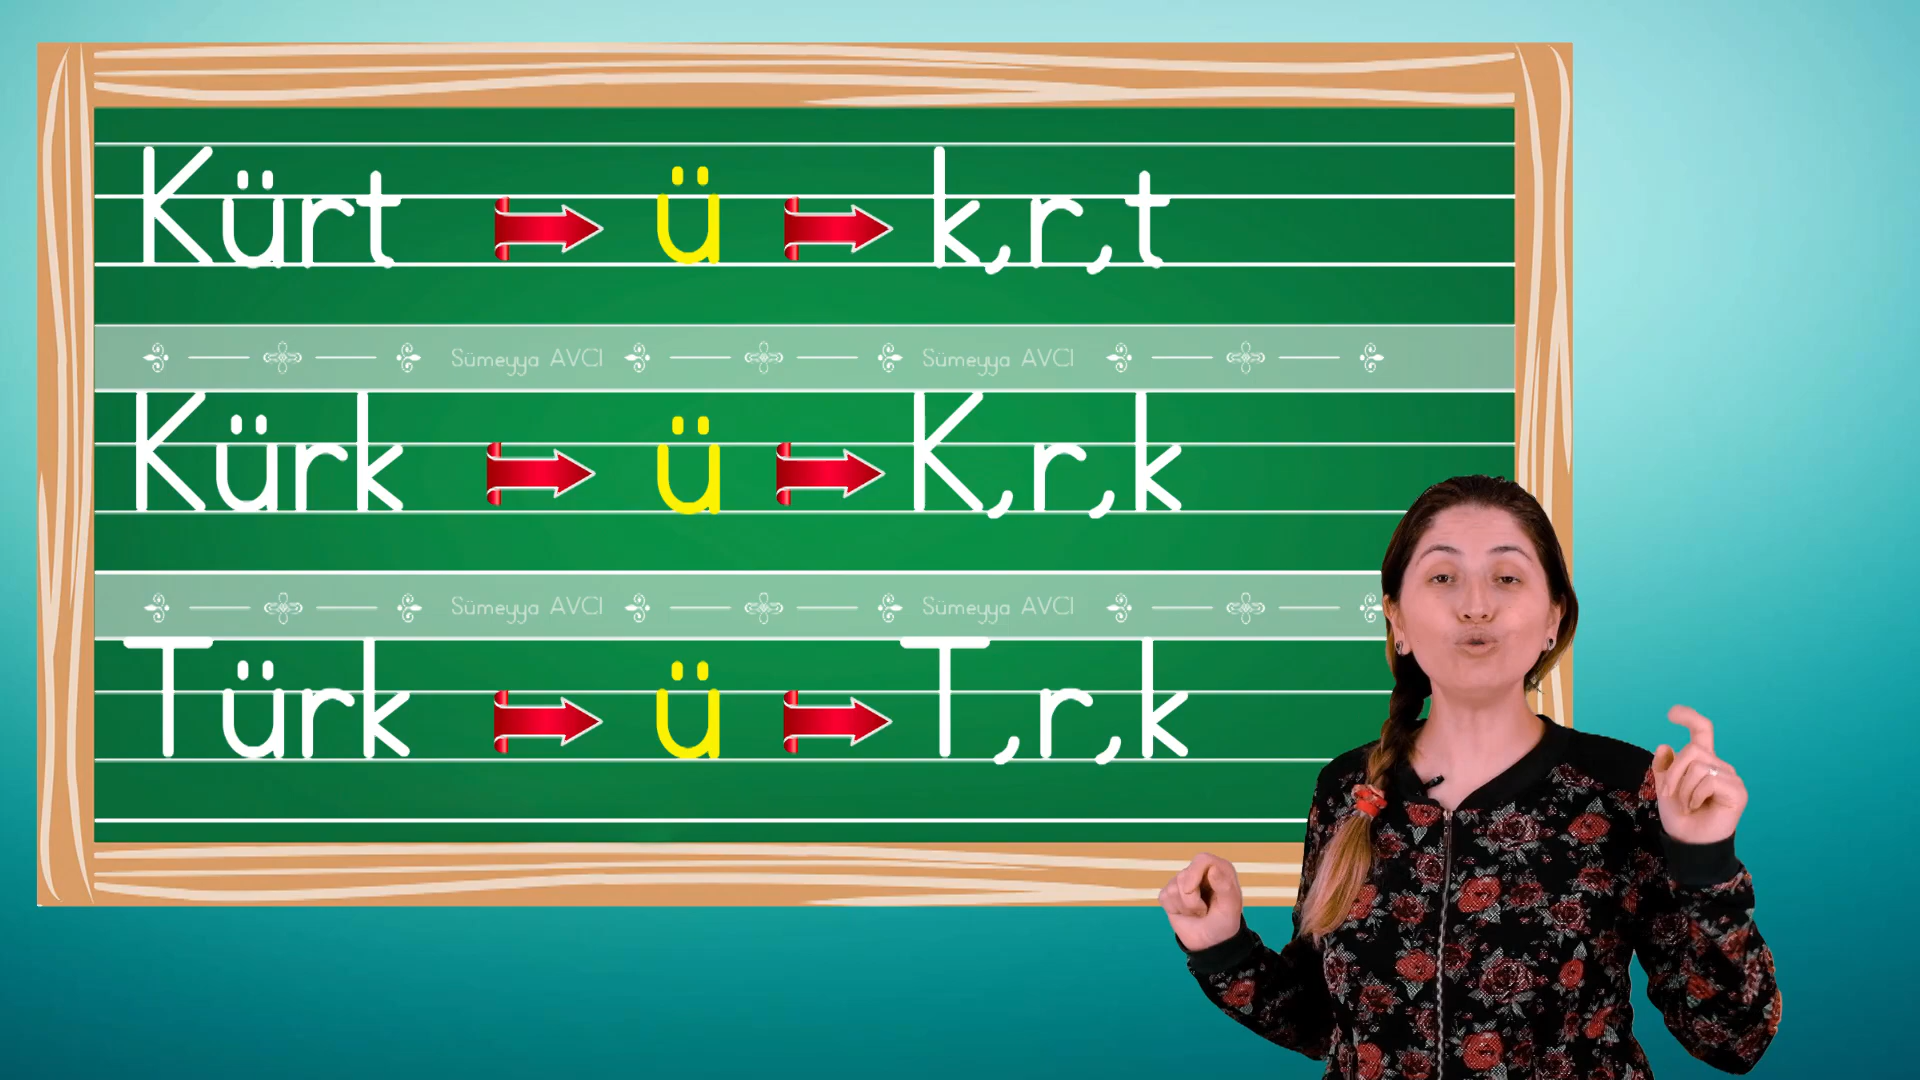 Kürt ü k,r,t
Sümeyya AVCI Sümeyya AVCI
Kürk ü K,r,k
Sümeyya AVCI Sümeyya AVCI
Türk ü T,r,k